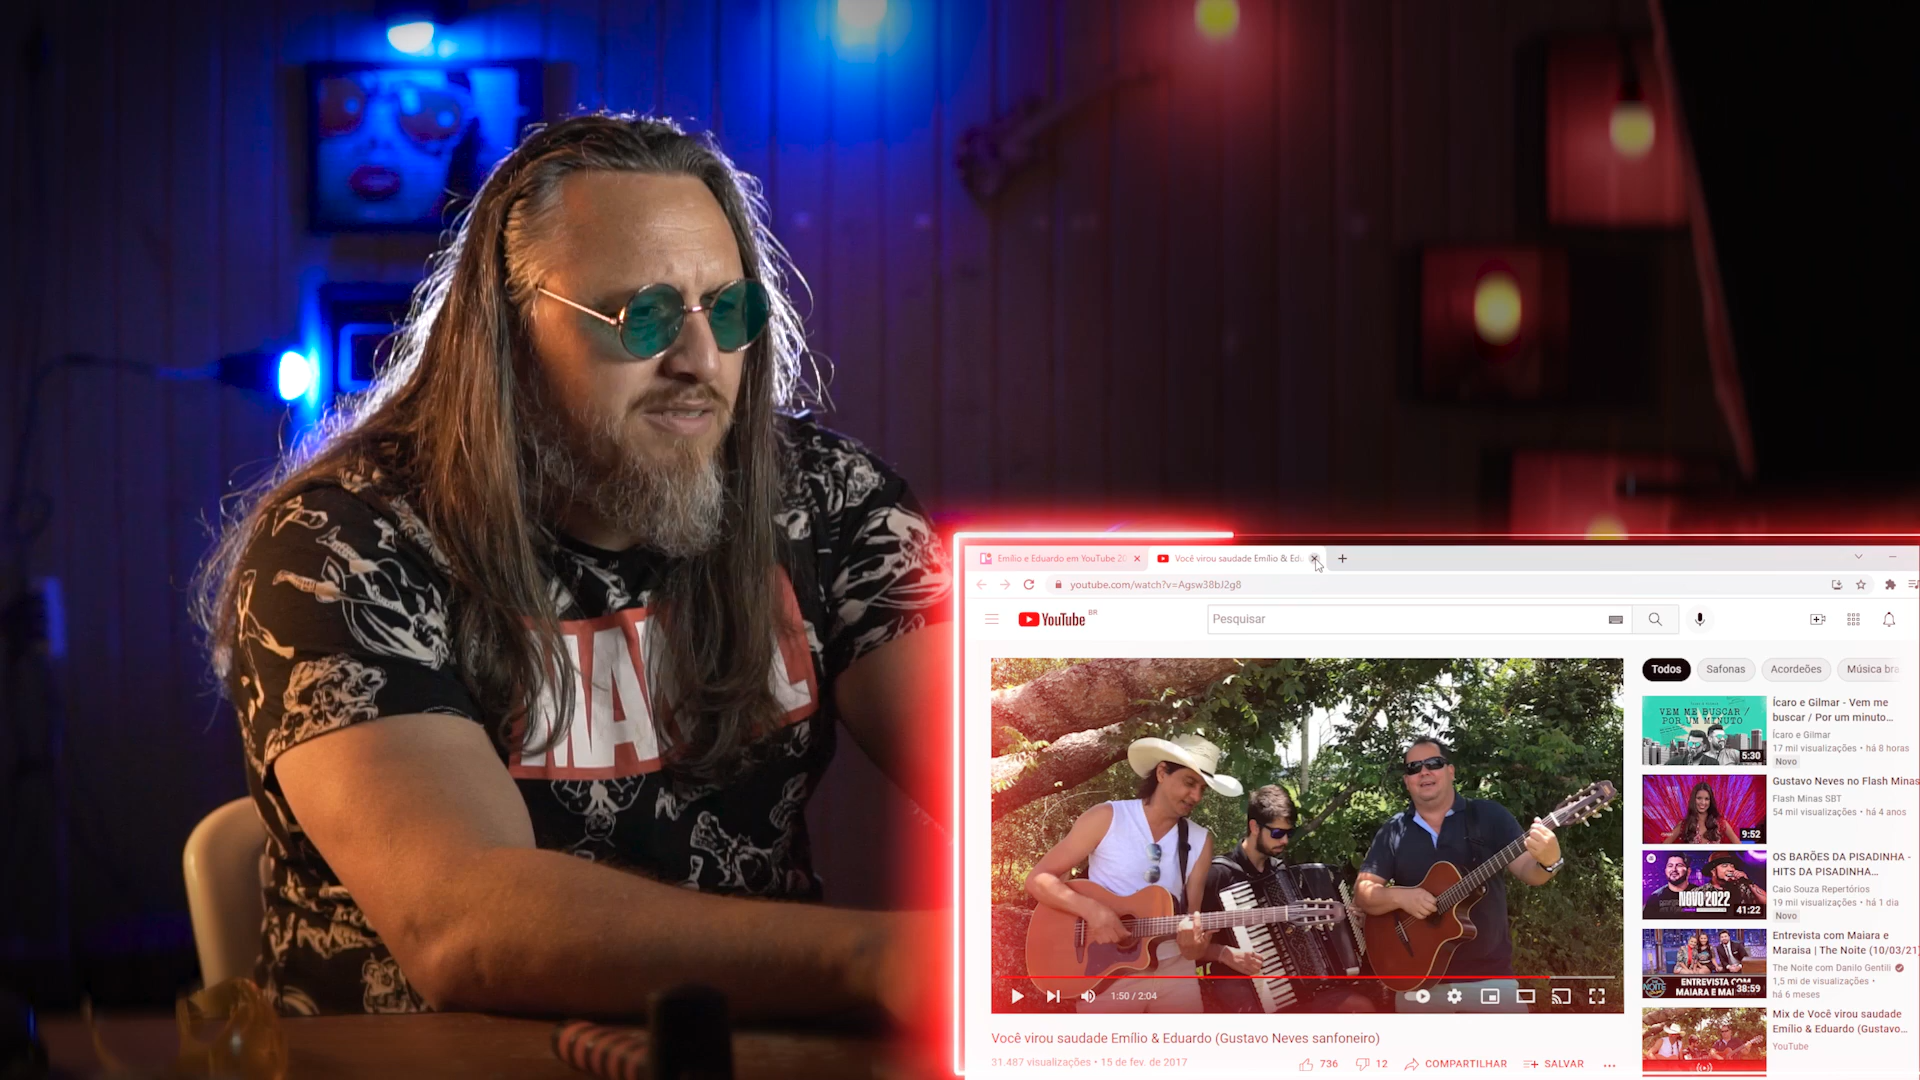 MARVEL
Emílio e Eduardo em YouTube 20
Você virou saudade Emílio & Edu
youtube.com/watch?v=Agsw38bJ2g8
YouTube BR
Pesquisar
1:50 / 2:04
Você virou saudade Emílio & Eduardo (Gustavo Neves sanfoneiro)
31.487 visualizações • 15 de fev. de 2017
736
12
COMPARTILHAR
SALVAR
Todos
Safonas
Acordeões
Música bra
VEM ME BUSCAR /
POR UM MINUTO
5:30
Ícaro e Gilmar - Vem me
buscar / Por um minuto...
Ícaro e Gilmar
17 mil visualizações • há 8 horas
Novo
9:52
Gustavo Neves no Flash Minas
Flash Minas SBT
54 mil visualizações • há 4 anos
NOVO 2022
41:22
OS BARÕES DA PISADINHA -
HITS DA PISADINHA...
Caio Souza Repertórios
19 mil visualizações • há 1 dia
Novo
THE NOITE
ENTREVISTA COM
MAIARA E MAI
38:59
Entrevista com Maiara e
Maraisa | The Noite (10/03/21)
The Noite com Danilo Gentili
1,5 mi de visualizações •
há 6 meses
Mix de Você virou saudade
Emílio & Eduardo (Gustavo...
YouTube